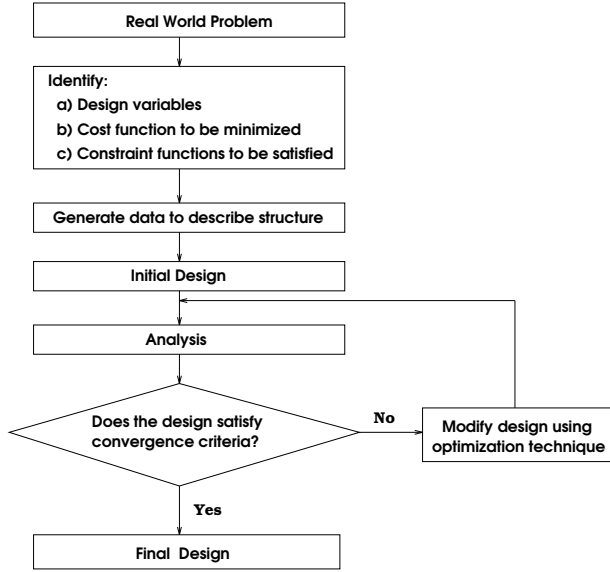 Real World Problem
Identify:
a) Design variables
b) Cost function to be minimized
c) Constraint functions to be satisfied
Generate data to describe structure
Initial Design
Analysis
Does the design satisfy
convergence criteria?
No
Modify design using
optimization technique
Yes
Final Design